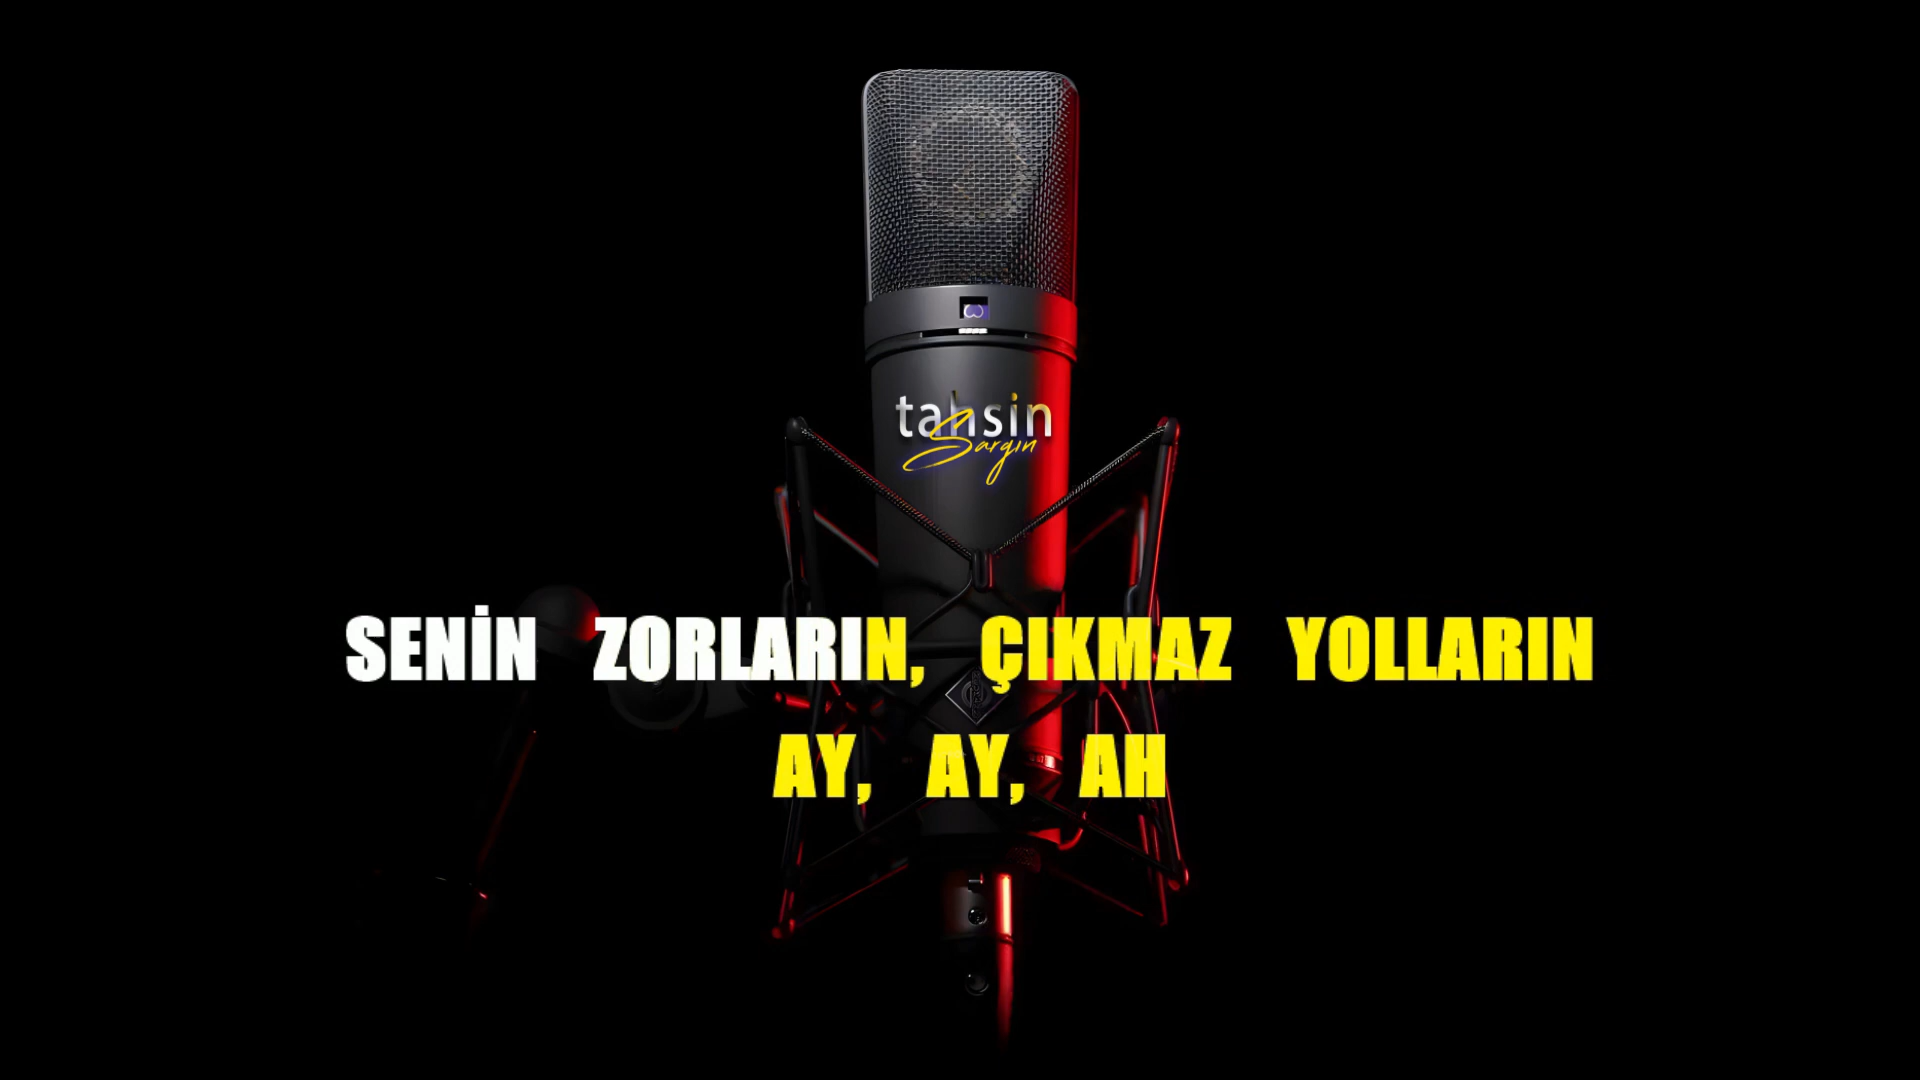 tahsin
Sargın
SENİN ZORLARIN, ÇIKMAZ YOLLARIN
AY, AY, AH